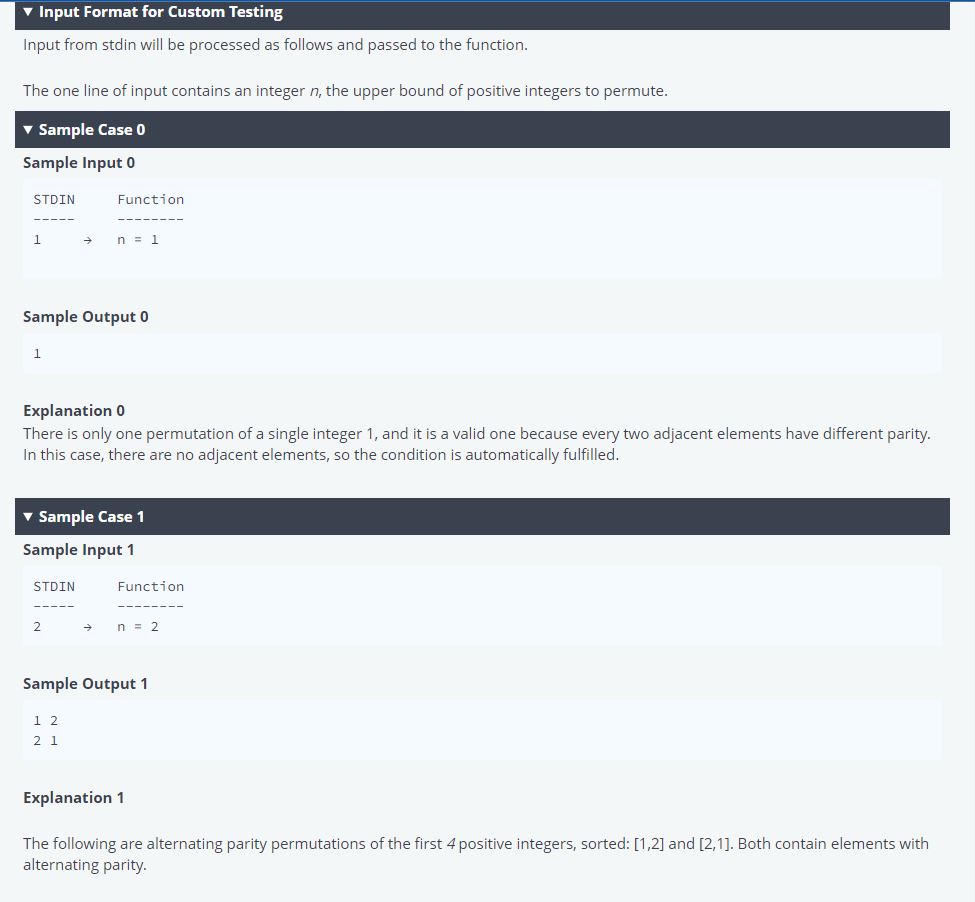 ▼ Input Format for Custom Testing
Input from stdin will be processed as follows and passed to the function.
The one line of input contains an integer n, the upper bound of positive integers to permute.
▼ Sample Case 0
Sample Input 0
STDIN Function
----- --------
1 → n = 1
Sample Output 0
1
Explanation 0
There is only one permutation of a single integer 1, and it is a valid one because every two adjacent elements have different parity.
In this case, there are no adjacent elements, so the condition is automatically fulfilled.
▼ Sample Case 1
Sample Input 1
STDIN Function
----- --------
2 → n = 2
Sample Output 1
1 2
2 1
Explanation 1
The following are alternating parity permutations of the first 4 positive integers, sorted: [1,2] and [2,1]. Both contain elements with
alternating parity.